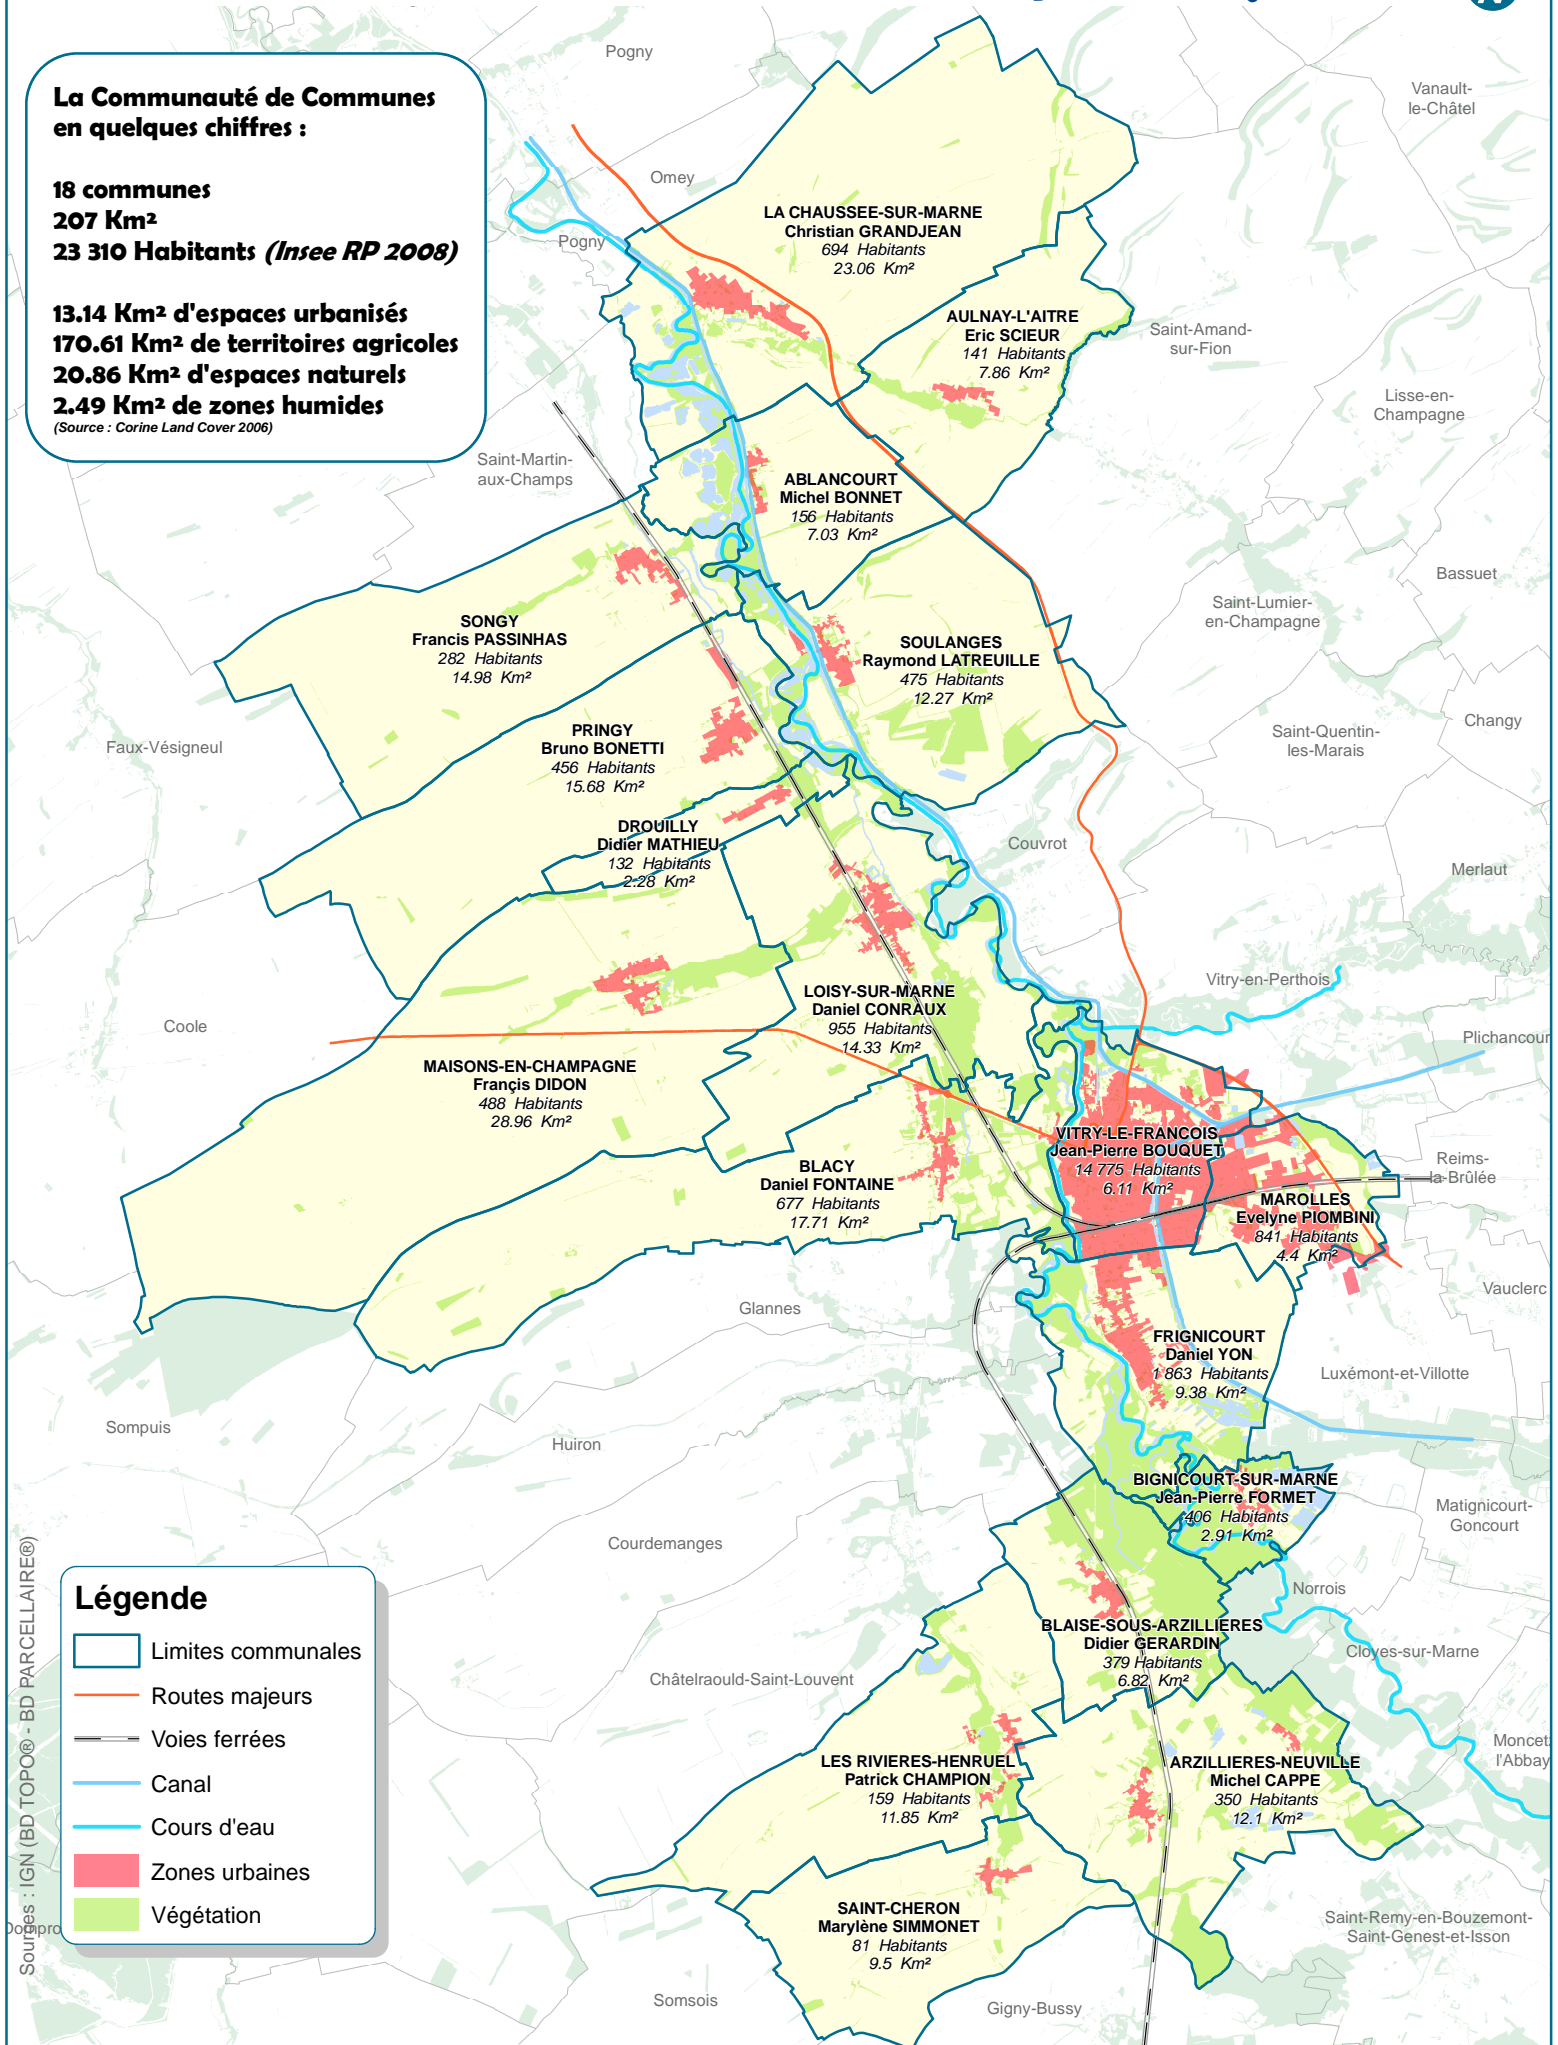 La Communauté de Communes
en quelques chiffres :
18 communes
207 Km²
23 310 Habitants (Insee RP 2008)
13.14 Km² d'espaces urbanisés
170.61 Km² de territoires agricoles
20.86 Km² d'espaces naturels
2.49 Km² de zones humides
(Source : Corine Land Cover 2006)
Pogny
Vanault-
le-Châtel
Omey
Pogny
LA CHAUSSEE-SUR-MARNE
Christian GRANDJEAN
694 Habitants
23.06 Km²
AULNAY-L'AITRE
Eric SCIEUR
141 Habitants
7.86 Km²
Saint-Amand-
sur-Fion
Lisse-en-
Champagne
Saint-Martin-
aux-Champs
ABLANCOURT
Michel BONNET
156 Habitants
7.03 Km²
Bassuet
Saint-Lumier-
en-Champagne
SONGY
Francis PASSINHAS
282 Habitants
14.98 Km²
SOULANGES
Raymond LATREUILLE
475 Habitants
12.27 Km²
Faux-Vésigneul
PRINGY
Bruno BONETTI
456 Habitants
15.68 Km²
Saint-Quentin-
les-Marais
Changy
DROUILLY
Didier MATHIEU
132 Habitants
2.28 Km²
Couvrot
Merlaut
Vitry-en-Perthois
LOISY-SUR-MARNE
Daniel CONRAUX
955 Habitants
14.33 Km²
Coole
Plichancour
MAISONS-EN-CHAMPAGNE
Françis DIDON
488 Habitants
28.96 Km²
VITRY-LE-FRANCOIS
Jean-Pierre BOUQUET
14 775 Habitants
6.11 Km²
BLACY
Daniel FONTAINE
677 Habitants
17.71 Km²
Reims-
la-Brûlée
MAROLLES
Evelyne PIOMBINI
841 Habitants
4.4 Km²
Glannes
Vauclerc
FRIGNICOURT
Daniel YON
1 863 Habitants
9.38 Km²
Luxémont-et-Villotte
Sompuis
Huiron
BIGNICOURT-SUR-MARNE
Jean-Pierre FORMET
406 Habitants
2.91 Km²
Matignicourt-
Goncourt
Courdemanges
Norrois
BLAISE-SOUS-ARZILLIERES
Didier GERARDIN
379 Habitants
6.82 Km²
Cloyes-sur-Marne
Châtelraould-Saint-Louvent
Moncetz
l'Abbay
LES RIVIERES-HENRUEL
Patrick CHAMPION
159 Habitants
11.85 Km²
ARZILLIERES-NEUVILLE
Michel CAPPE
350 Habitants
12.1 Km²
SAINT-CHERON
Marylène SIMMONET
81 Habitants
9.5 Km²
Saint-Remy-en-Bouzemont-
Saint-Genest-et-Isson
Somsois
Gigny-Bussy
Légende
Limites communales
Routes majeurs
Voies ferrées
Canal
Cours d'eau
Zones urbaines
Végétation
Sources : IGN (BD TOPO® - BD PARCELLAIRE®)